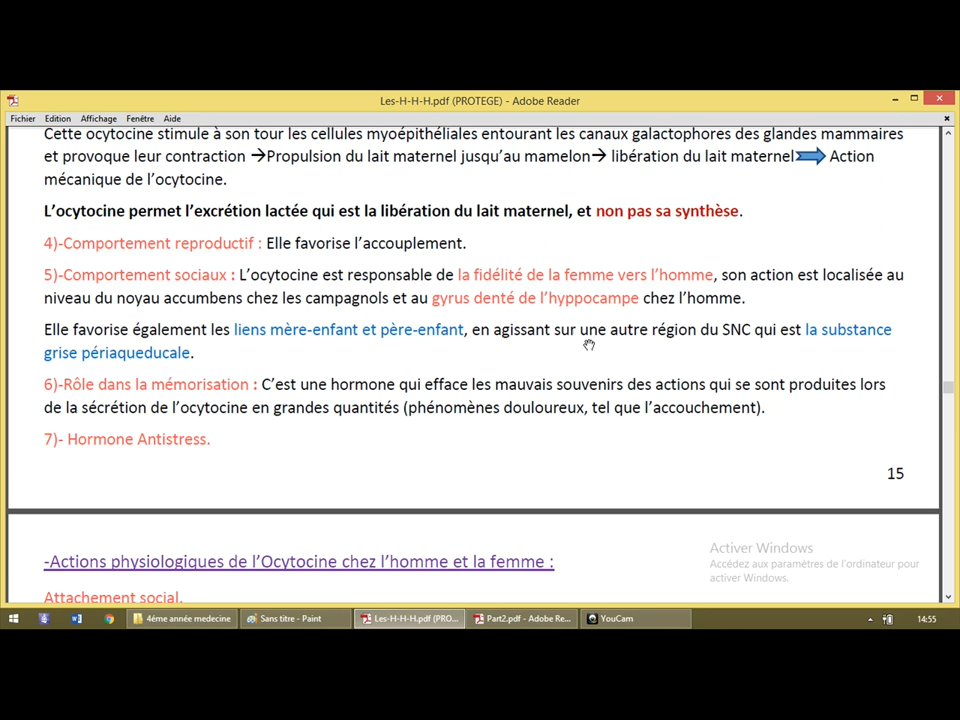 Les-H-H-H.pdf (PROTEGE) - Adobe Reader
Fichier Edition Affichage Fenêtre Aide
Cette ocytocine stimule à son tour les cellules myoépithéliales entourant les canaux galactophores des glandes mammaires
et provoque leur contraction →Propulsion du lait maternel jusqu’au mamelon→ libération du lait maternel Action
mécanique de l’ocytocine.
L’ocytocine permet l’excrétion lactée qui est la libération du lait maternel, et non pas sa synthèse.
4)-Comportement reproductif : Elle favorise l’accouplement.
5)-Comportement sociaux : L’ocytocine est responsable de la fidélité de la femme vers l’homme, son action est localisée au
niveau du noyau accumbens chez les campagnols et au gyrus denté de l’hyppocampe chez l’homme.
Elle favorise également les liens mère-enfant et père-enfant, en agissant sur une autre région du SNC qui est la substance
grise périaqueducale.
6)-Rôle dans la mémorisation : C’est une hormone qui efface les mauvais souvenirs des actions qui se sont produites lors
de la sécrétion de l’ocytocine en grandes quantités (phénomènes douloureux, tel que l’accouchement).
7)- Hormone Antistress.
15
-Actions physiologiques de l’Ocytocine chez l’homme et la femme :
Attachement social.
Activer Windows
Accédez aux paramètres de l'ordinateur pour
activer Windows.
4éme année medecine Sans titre - Paint Les-H-H-H.pdf (PRO... Part2.pdf - Adobe Re... YouCam 14:55